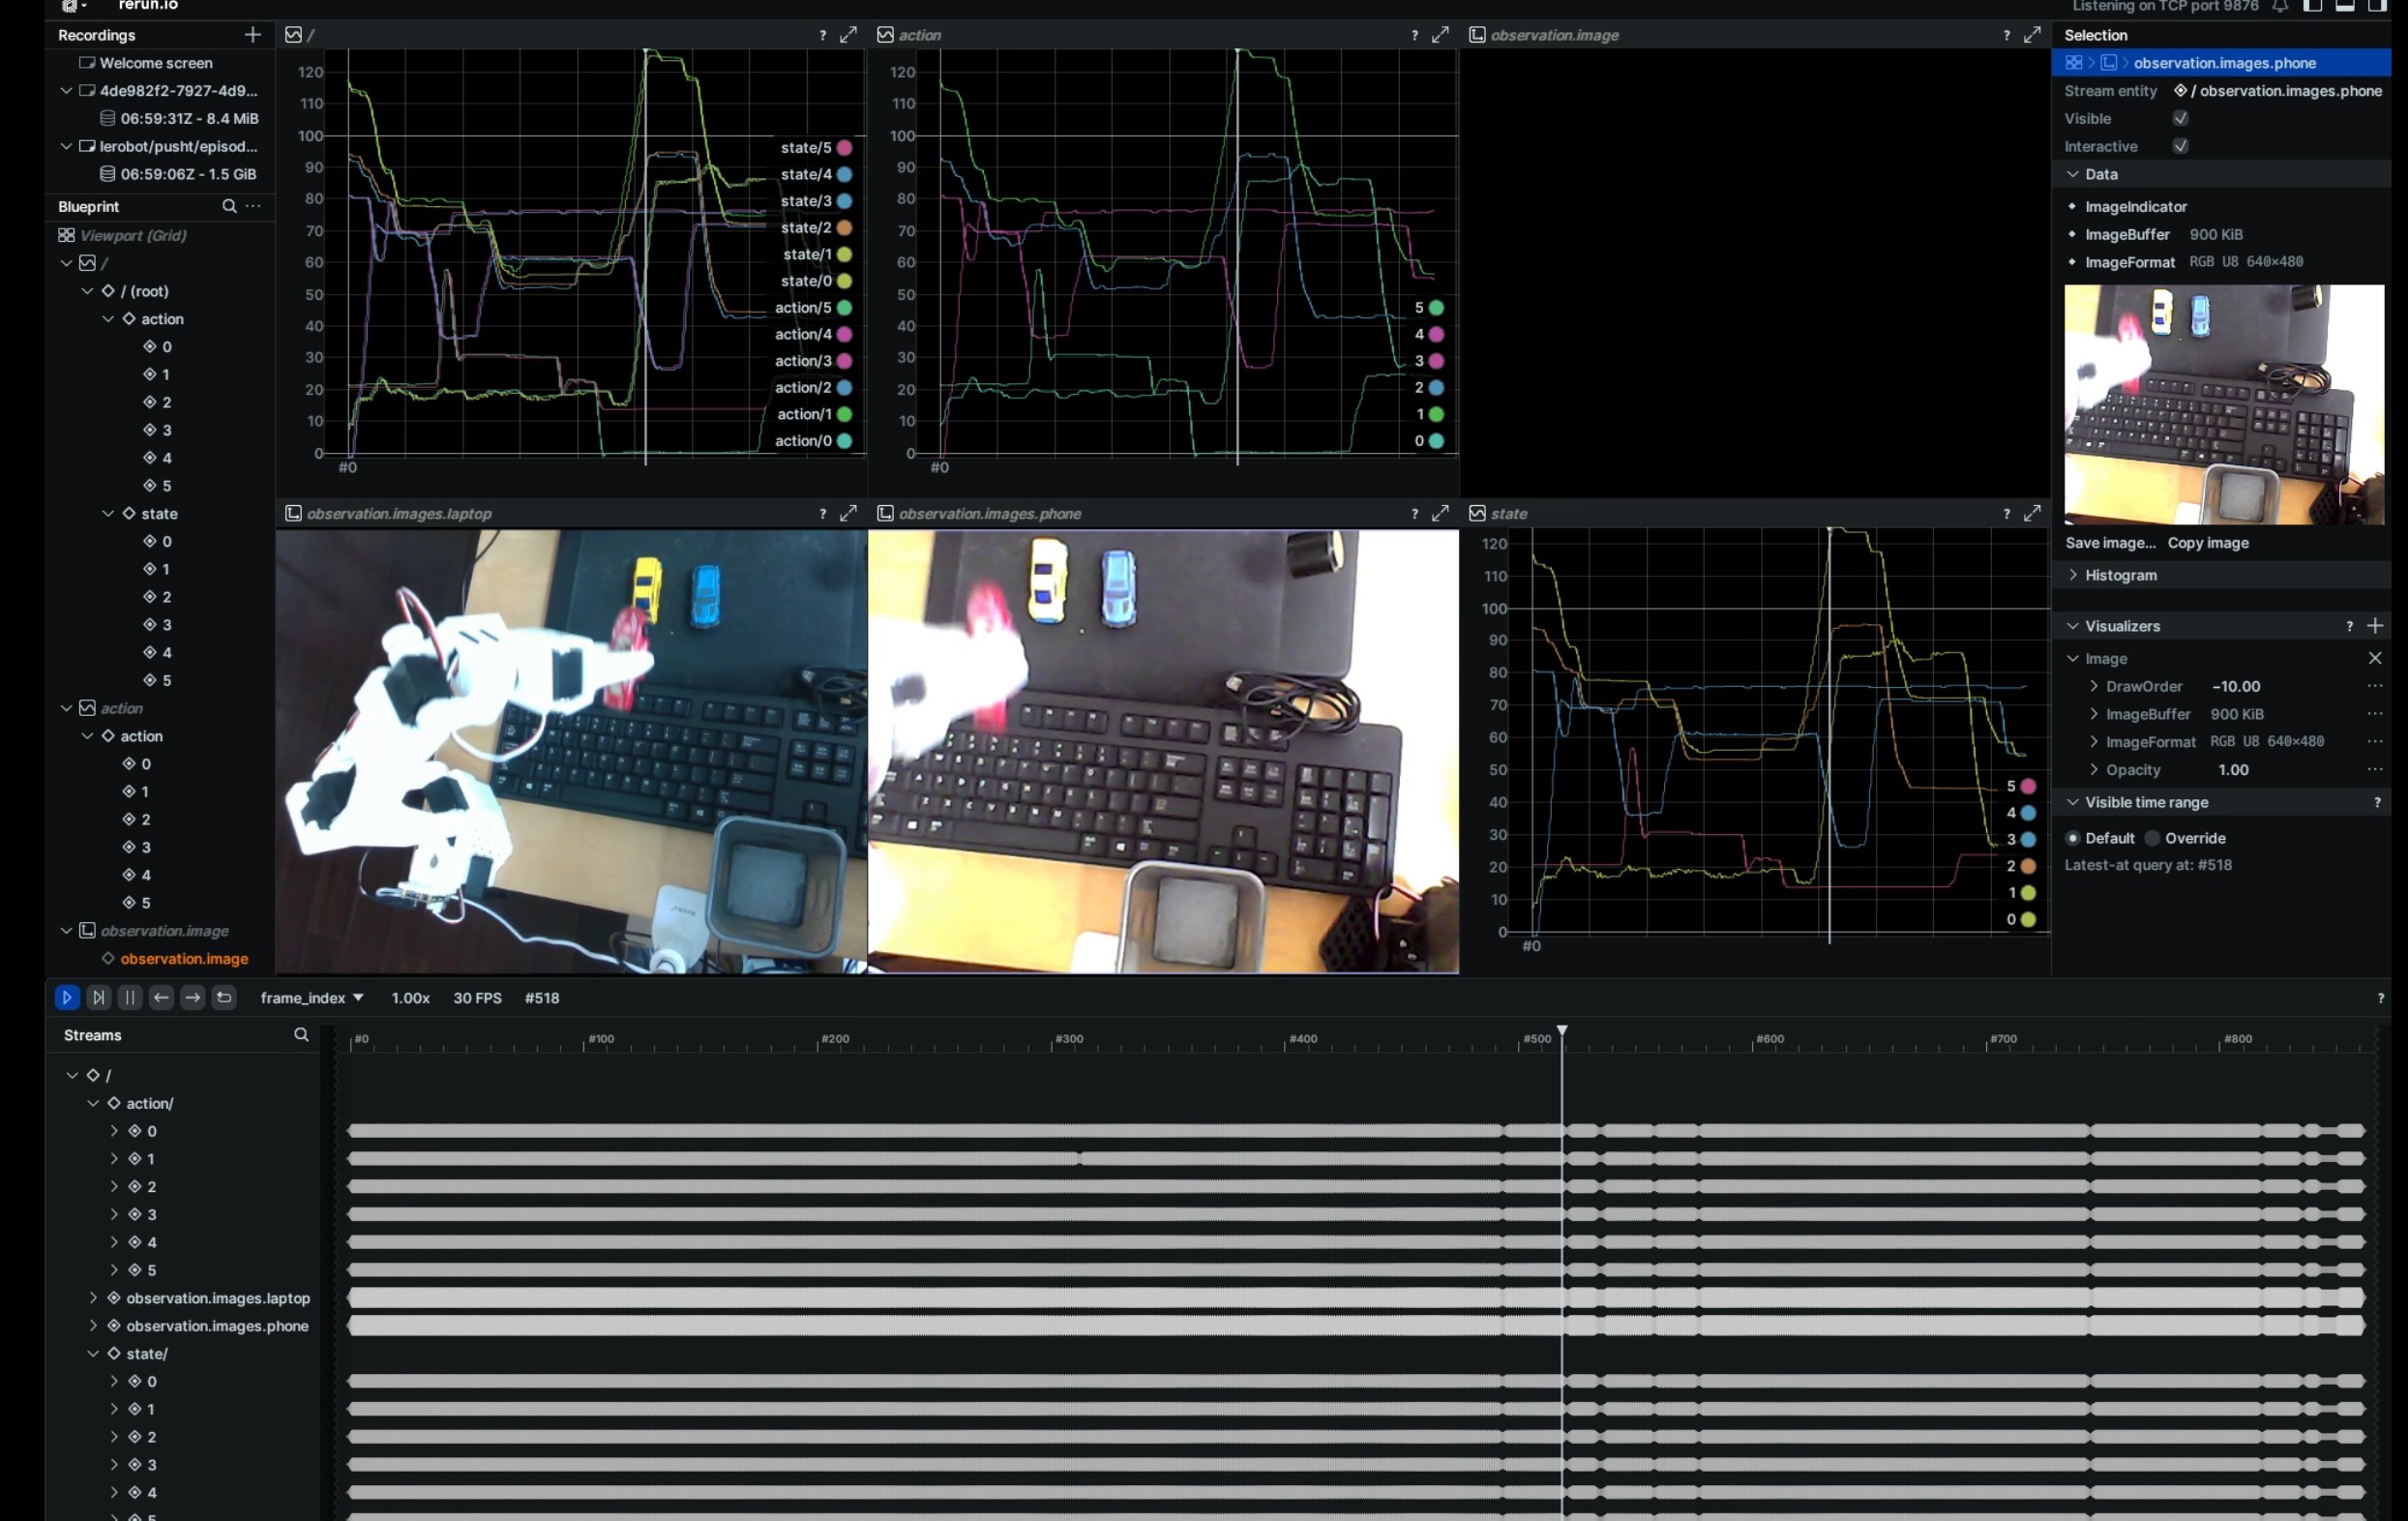 rerun.io
Listening on TCP port 9876
Recordings
Welcome screen
4de982f2-7927-4d9...
06:59:31Z - 8.4 MiB
lerobot/pusht/episod...
06:59:06Z - 1.5 GiB
Blueprint
Viewport (Grid)
/
/ (root)
action
0
1
2
3
4
5
state
0
1
2
3
4
5
action
action
0
1
2
3
4
5
observation.image
observation.image
/
?
120
110
100
90
80
70
60
50
40
30
20
10
0
#0
state/5
state/4
state/3
state/2
state/1
state/0
action/5
action/4
action/3
action/2
action/1
action/0
action
?
120
110
100
90
80
70
60
50
40
30
20
10
0
#0
5
4
3
2
1
0
observation.image
?
observation.images.laptop
?
observation.images.phone
?
state
?
120
110
100
90
80
70
60
50
40
30
20
10
0
#0
5
4
3
2
1
0
Selection
observation.images.phone
Stream entity / observation.images.phone
Visible
Interactive
Data
ImageIndicator
ImageBuffer 900 KiB
ImageFormat RGB U8 640×480
Save image... Copy image
Histogram
Visualizers ?
Image
DrawOrder −10.00
ImageBuffer 900 KiB
ImageFormat RGB U8 640×480
Opacity 1.00
Visible time range ?
Default Override
Latest-at query at: #518
frame_index 1.00x 30 FPS #518 ?
Streams
#0 #100 #200 #300 #400 #500 #600 #700 #800
/
action/
0
1
2
3
4
5
observation.images.laptop
observation.images.phone
state/
0
1
2
3
4
5